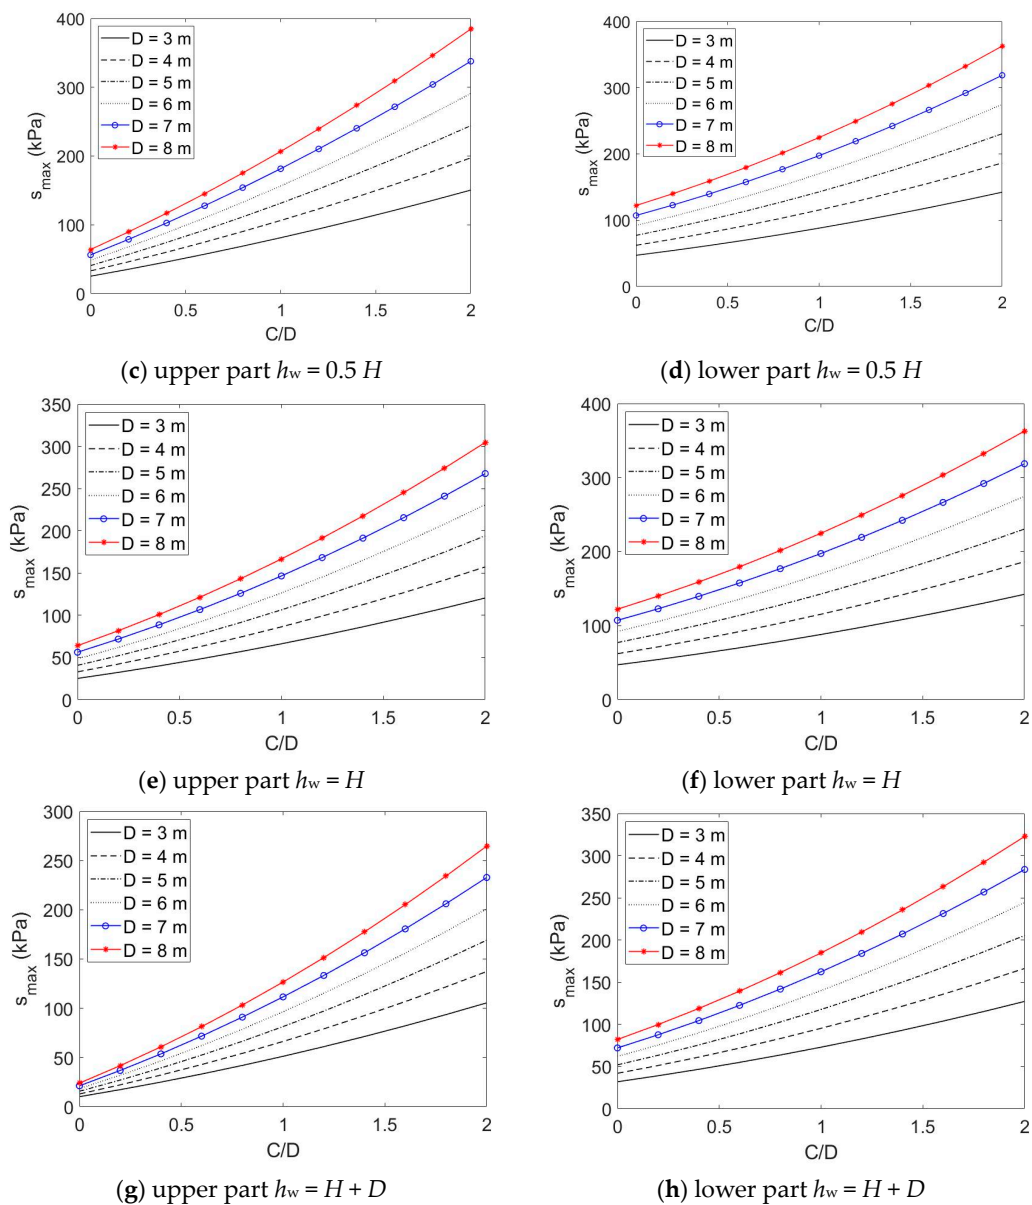 400
300
200
100
0
s_max (kPa)
D = 3 m
D = 4 m
D = 5 m
D = 6 m
D = 7 m
D = 8 m
0 0.5 1 1.5 2
C/D
(c) upper part hw = 0.5 H
400
300
200
100
0
s_max (kPa)
D = 3 m
D = 4 m
D = 5 m
D = 6 m
D = 7 m
D = 8 m
0 0.5 1 1.5 2
C/D
(d) lower part hw = 0.5 H
350
300
250
200
150
100
50
0
s_max (kPa)
D = 3 m
D = 4 m
D = 5 m
D = 6 m
D = 7 m
D = 8 m
0 0.5 1 1.5 2
C/D
(e) upper part hw = H
400
300
200
100
0
s_max (kPa)
D = 3 m
D = 4 m
D = 5 m
D = 6 m
D = 7 m
D = 8 m
0 0.5 1 1.5 2
C/D
(f) lower part hw = H
300
250
200
150
100
50
0
s_max (kPa)
D = 3 m
D = 4 m
D = 5 m
D = 6 m
D = 7 m
D = 8 m
0 0.5 1 1.5 2
C/D
(g) upper part hw = H + D
350
300
250
200
150
100
50
0
s_max (kPa)
D = 3 m
D = 4 m
D = 5 m
D = 6 m
D = 7 m
D = 8 m
0 0.5 1 1.5 2
C/D
(h) lower part hw = H + D